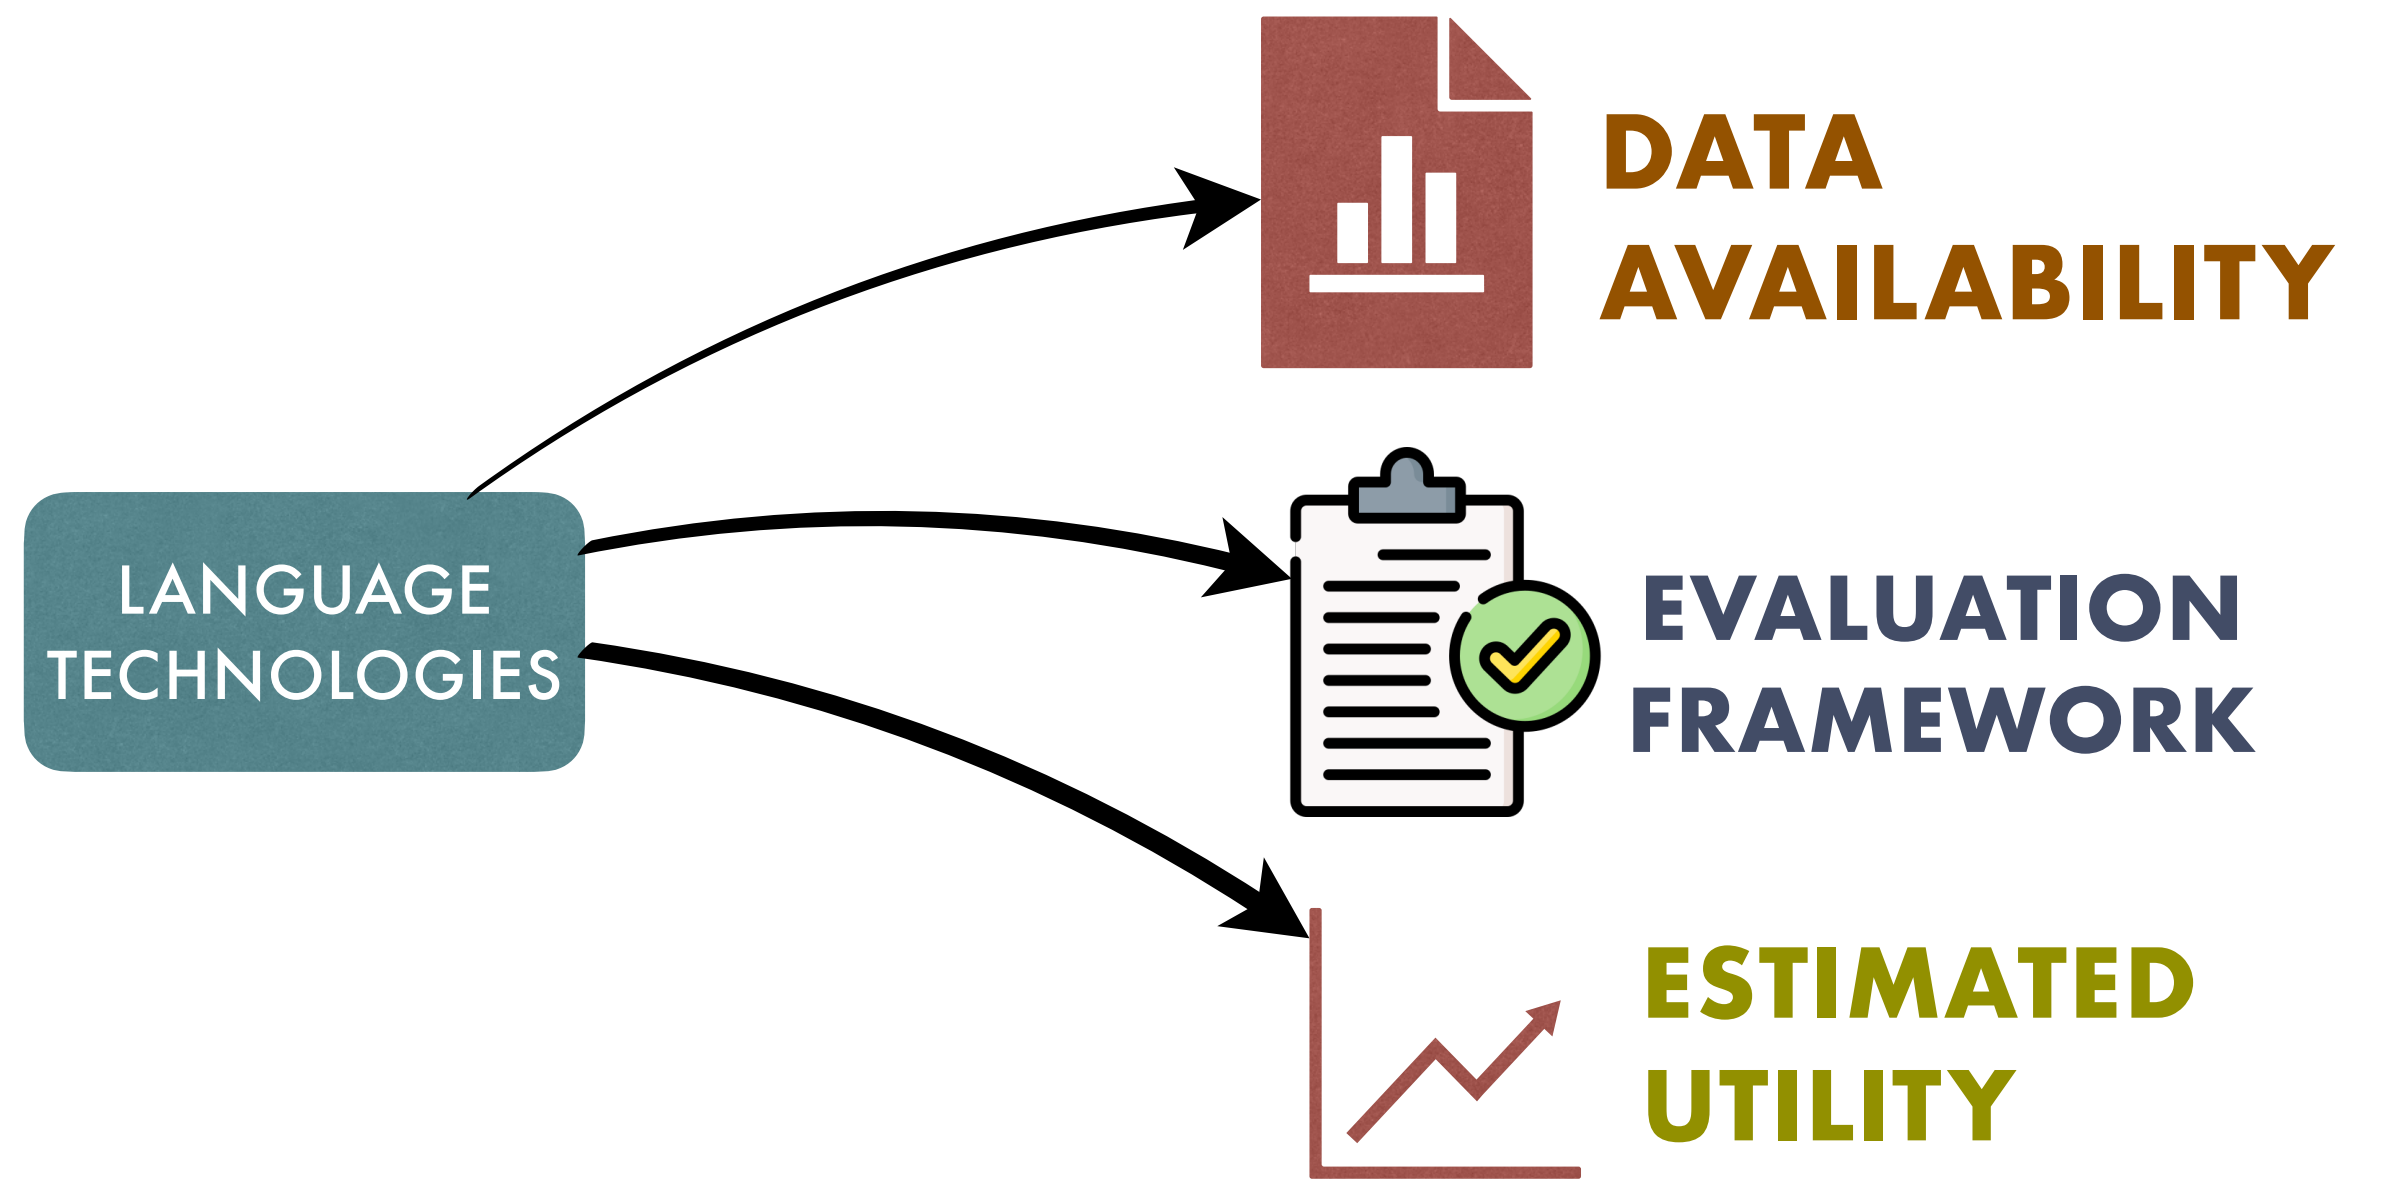 DATA
AVAILABILITY
LANGUAGE
TECHNOLOGIES
EVALUATION
FRAMEWORK
ESTIMATED
UTILITY